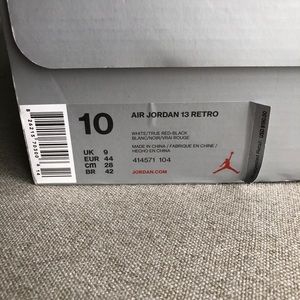 10
AIR JORDAN 13 RETRO
WHITE/TRUE RED-BLACK
BLANC/NOIR/VRAI ROUGE
UK 9
EUR 44
cm 28
BR 42
MADE IN CHINA / FABRIQUE EN CHINE /
HECHO EN CHINA
414571 104
JORDAN.COM